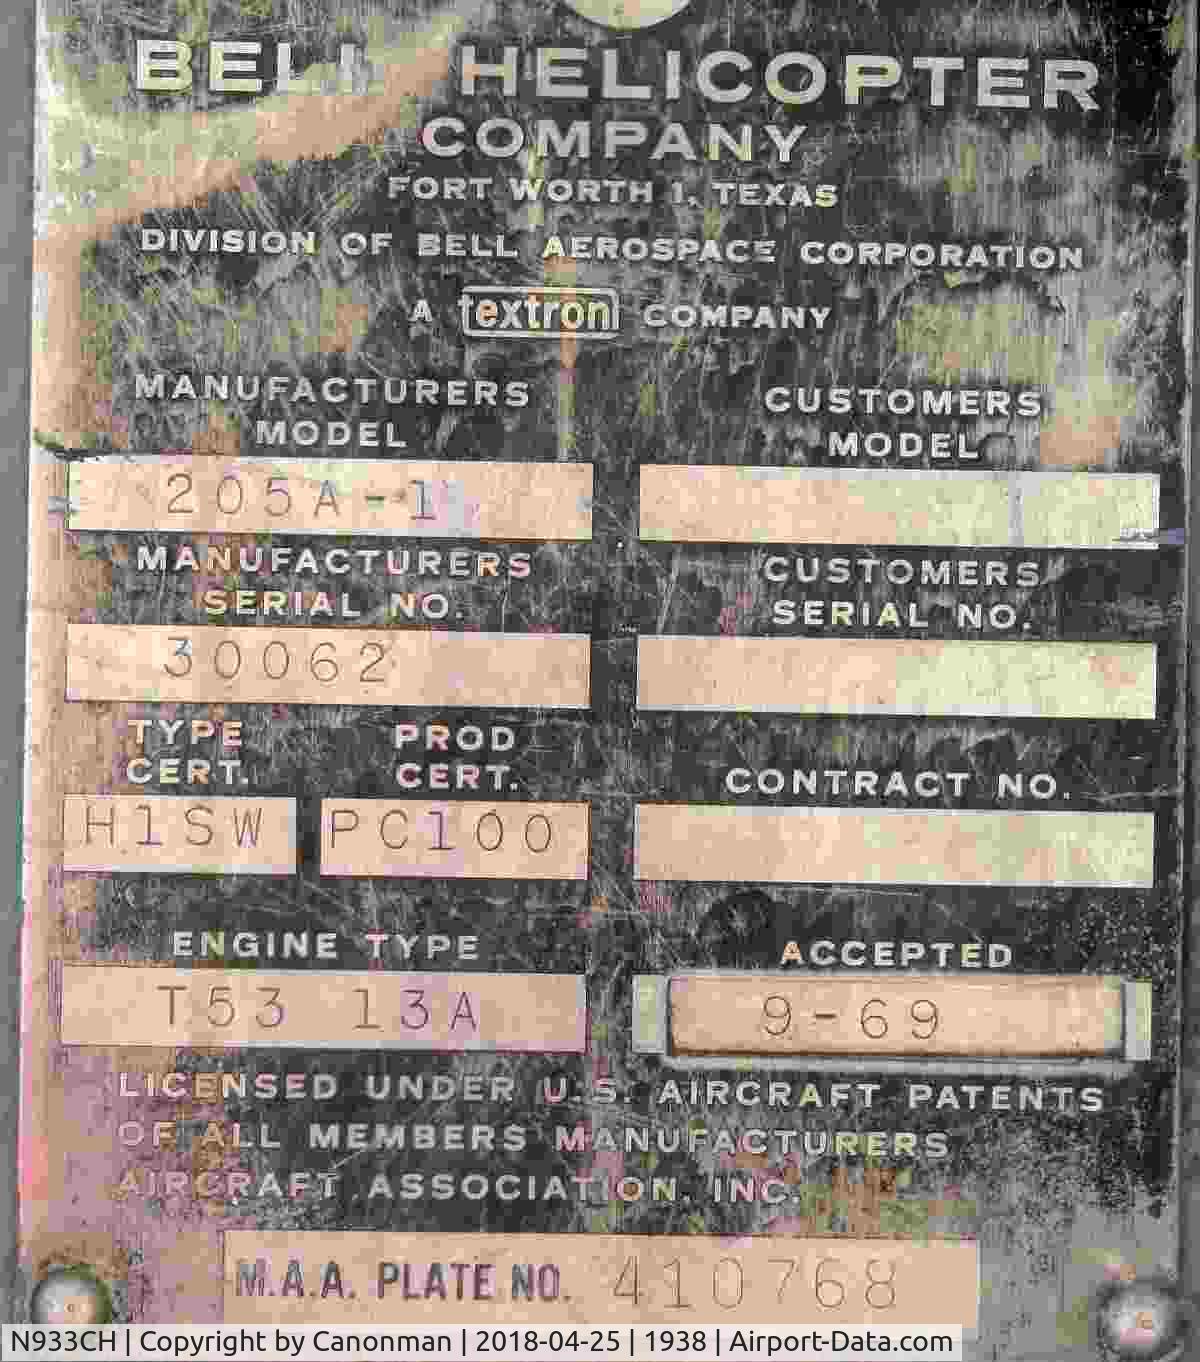 BELL HELICOPTER
COMPANY
FORT WORTH 1, TEXAS
DIVISION OF BELL AEROSPACE CORPORATION
A textron COMPANY
MANUFACTURERS
MODEL
205A-1
CUSTOMERS
MODEL
MANUFACTURERS
SERIAL NO.
30062
CUSTOMERS
SERIAL NO.
TYPE
CERT.
H1SW
PROD
CERT.
PC100
CONTRACT NO.
ENGINE TYPE
T53 13A
ACCEPTED
9-69
LICENSED UNDER U.S. AIRCRAFT PATENTS
OF ALL MEMBERS MANUFACTURERS
AIRCRAFT ASSOCIATION, INC.
M.A.A. PLATE NO. 410768
N933CH | Copyright by Canonman | 2018-04-25 | 1938 | Airport-Data.com